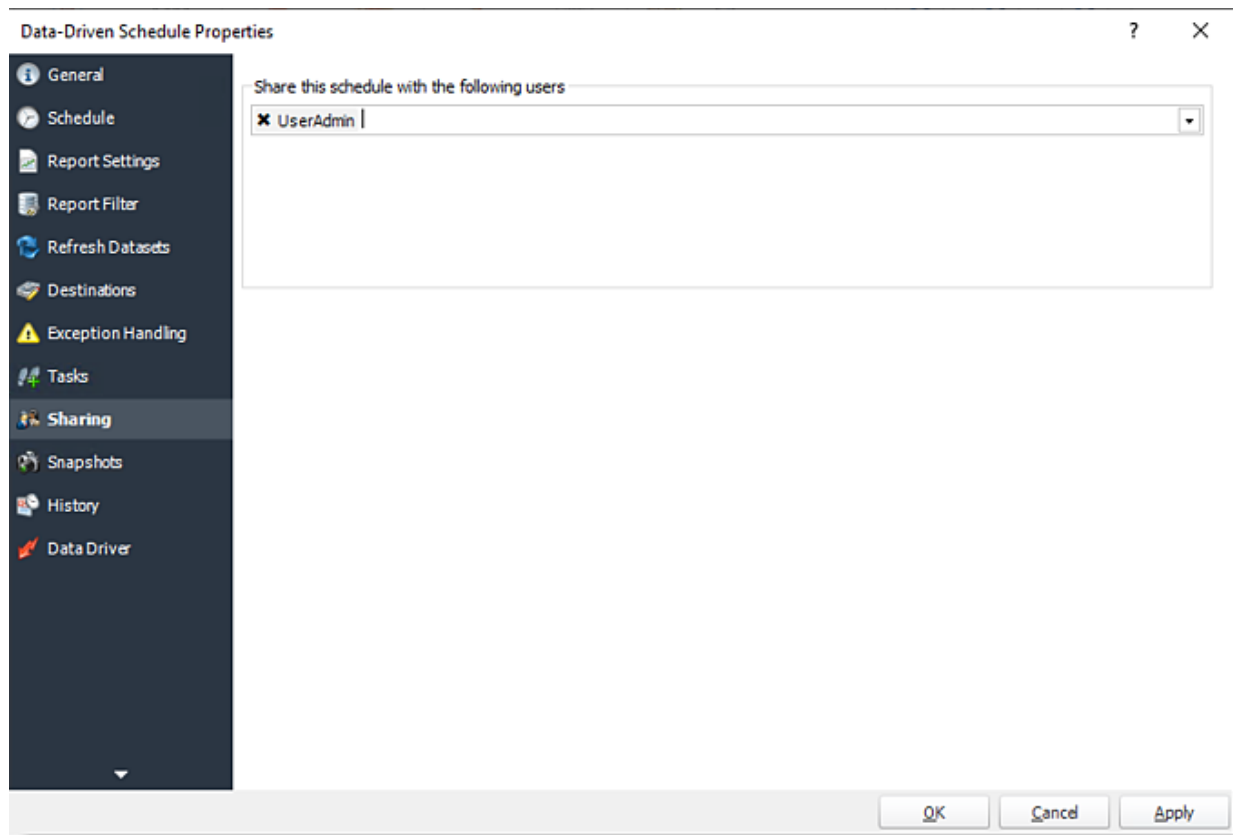 Data-Driven Schedule Properties
?
General
Schedule
Report Settings
Report Filter
Refresh Datasets
Destinations
Exception Handling
Tasks
Sharing
Snapshots
History
Data Driver
Share this schedule with the following users
UserAdmin
OK
Cancel
Apply